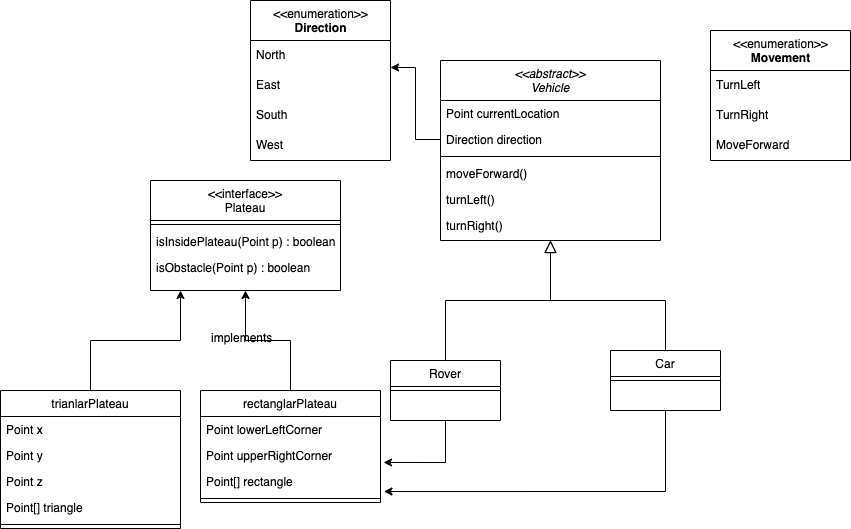 <<enumeration>>
Direction
North
East
South
West
<<abstract>>
Vehicle
Point currentLocation
Direction direction
moveForward()
turnLeft()
turnRight()
<<enumeration>>
Movement
TurnLeft
TurnRight
MoveForward
<<interface>>
Plateau
isInsidePlateau(Point p) : boolean
isObstacle(Point p) : boolean
implements
trianlarPlateau
Point x
Point y
Point z
Point[] triangle
rectanglarPlateau
Point lowerLeftCorner
Point upperRightCorner
Point[] rectangle
Rover
Car